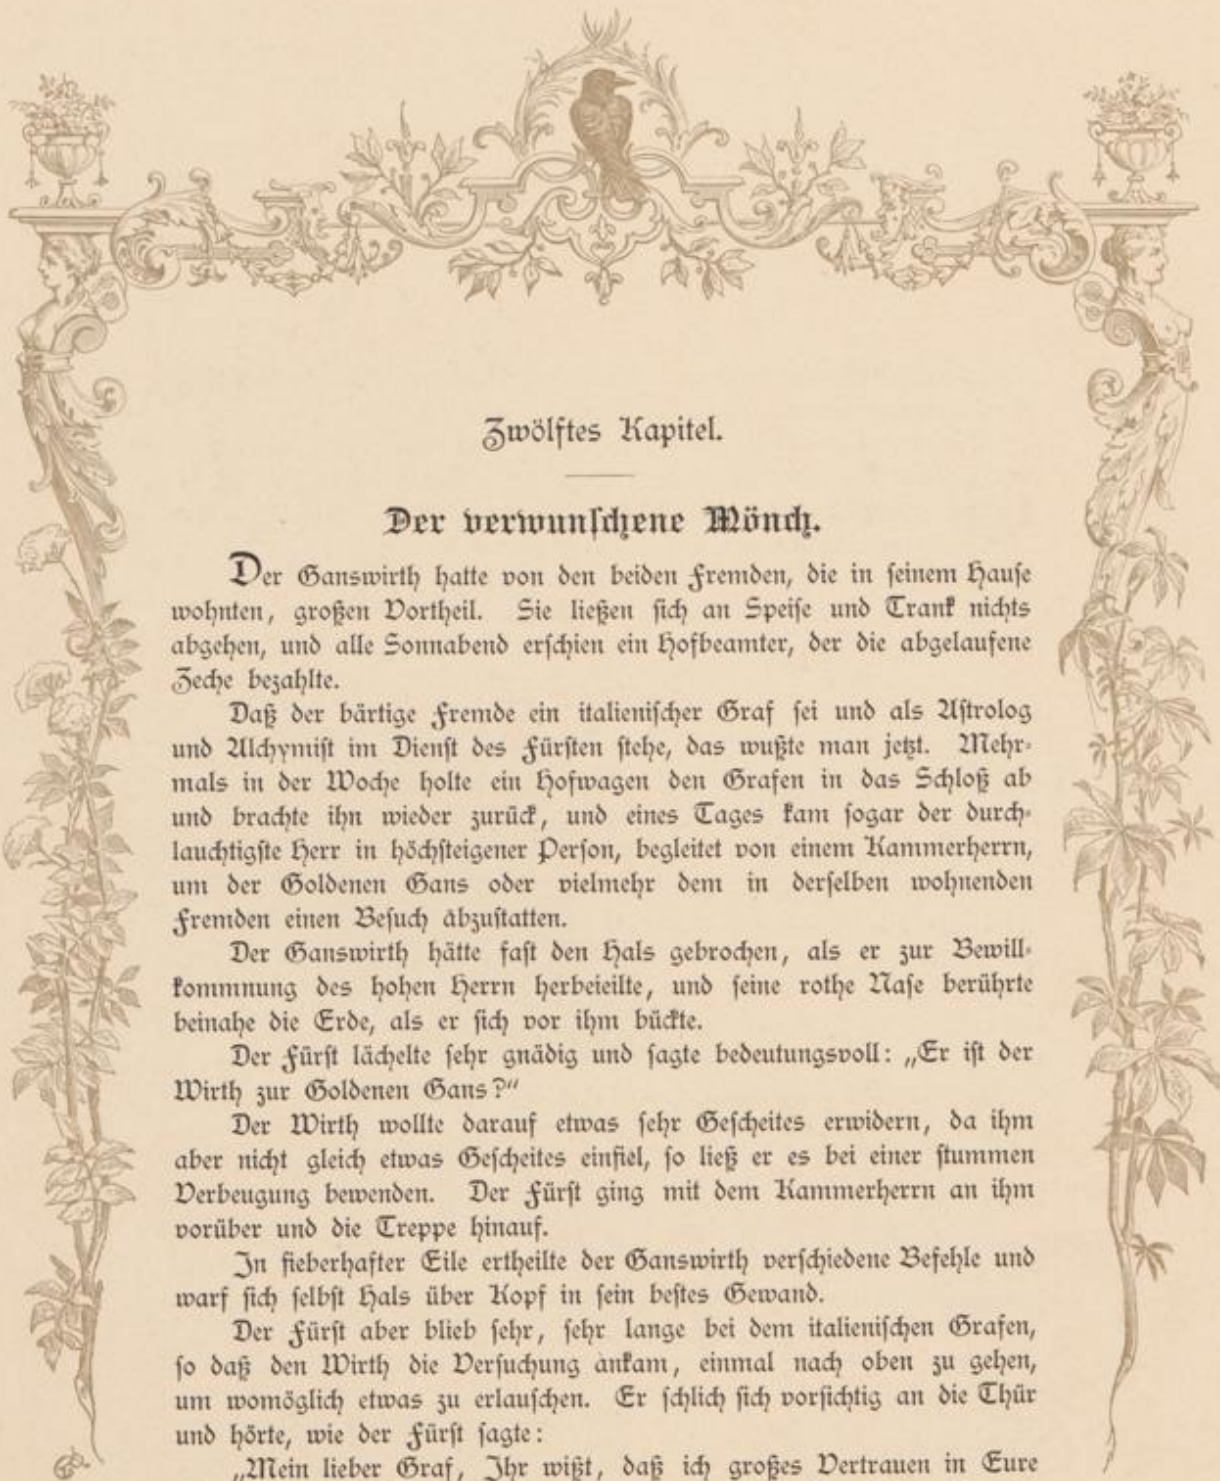 Zwölftes Kapitel.
Der verwunschene Mönch.
Der Ganswirth hatte von den beiden Fremden, die in seinem Hause
wohnten, großen Vortheil. Sie ließen sich an Speise und Trank nichts
abgehen, und alle Sonnabend erschien ein Hofbeamter, der die abgelaufene
Zeche bezahlte.
Daß der bärtige Fremde ein italienischer Graf sei und als Astrolog
und Alchymist im Dienst des Fürsten stehe, das wußte man jetzt. Mehr-
mals in der Woche holte ein Hofwagen den Grafen in das Schloß ab
und brachte ihn wieder zurück, und eines Tages kam sogar der durch-
lauchtigste Herr in höchsteigener Person, begleitet von einem Kammerherrn,
um der Goldenen Gans oder vielmehr dem in derselben wohnenden
Fremden einen Besuch abzustatten.
Der Ganswirth hätte fast den Hals gebrochen, als er zur Bewill-
kommnung des hohen Herrn herbeieilte, und seine rothe Nase berührte
beinahe die Erde, als er sich vor ihm bückte.
Der Fürst lächelte sehr gnädig und sagte bedeutungsvoll: „Er ist der
Wirth zur Goldenen Gans?“
Der Wirth wollte darauf etwas sehr Gescheites erwidern, da ihm
aber nicht gleich etwas Gescheites einfiel, so ließ er es bei einer stummen
Verbeugung bewenden. Der Fürst ging mit dem Kammerherrn an ihm
vorüber und die Treppe hinauf.
In fieberhafter Eile ertheilte der Ganswirth verschiedene Befehle und
warf sich selbst Hals über Kopf in sein bestes Gewand.
Der Fürst aber blieb sehr, sehr lange bei dem italienischen Grafen,
so daß den Wirth die Versuchung ankam, einmal nach oben zu gehen,
um womöglich etwas zu erlauschen. Er schlich sich vorsichtig an die Thür
und hörte, wie der Fürst sagte:
„Mein lieber Graf, Ihr wißt, daß ich großes Vertrauen in Eure